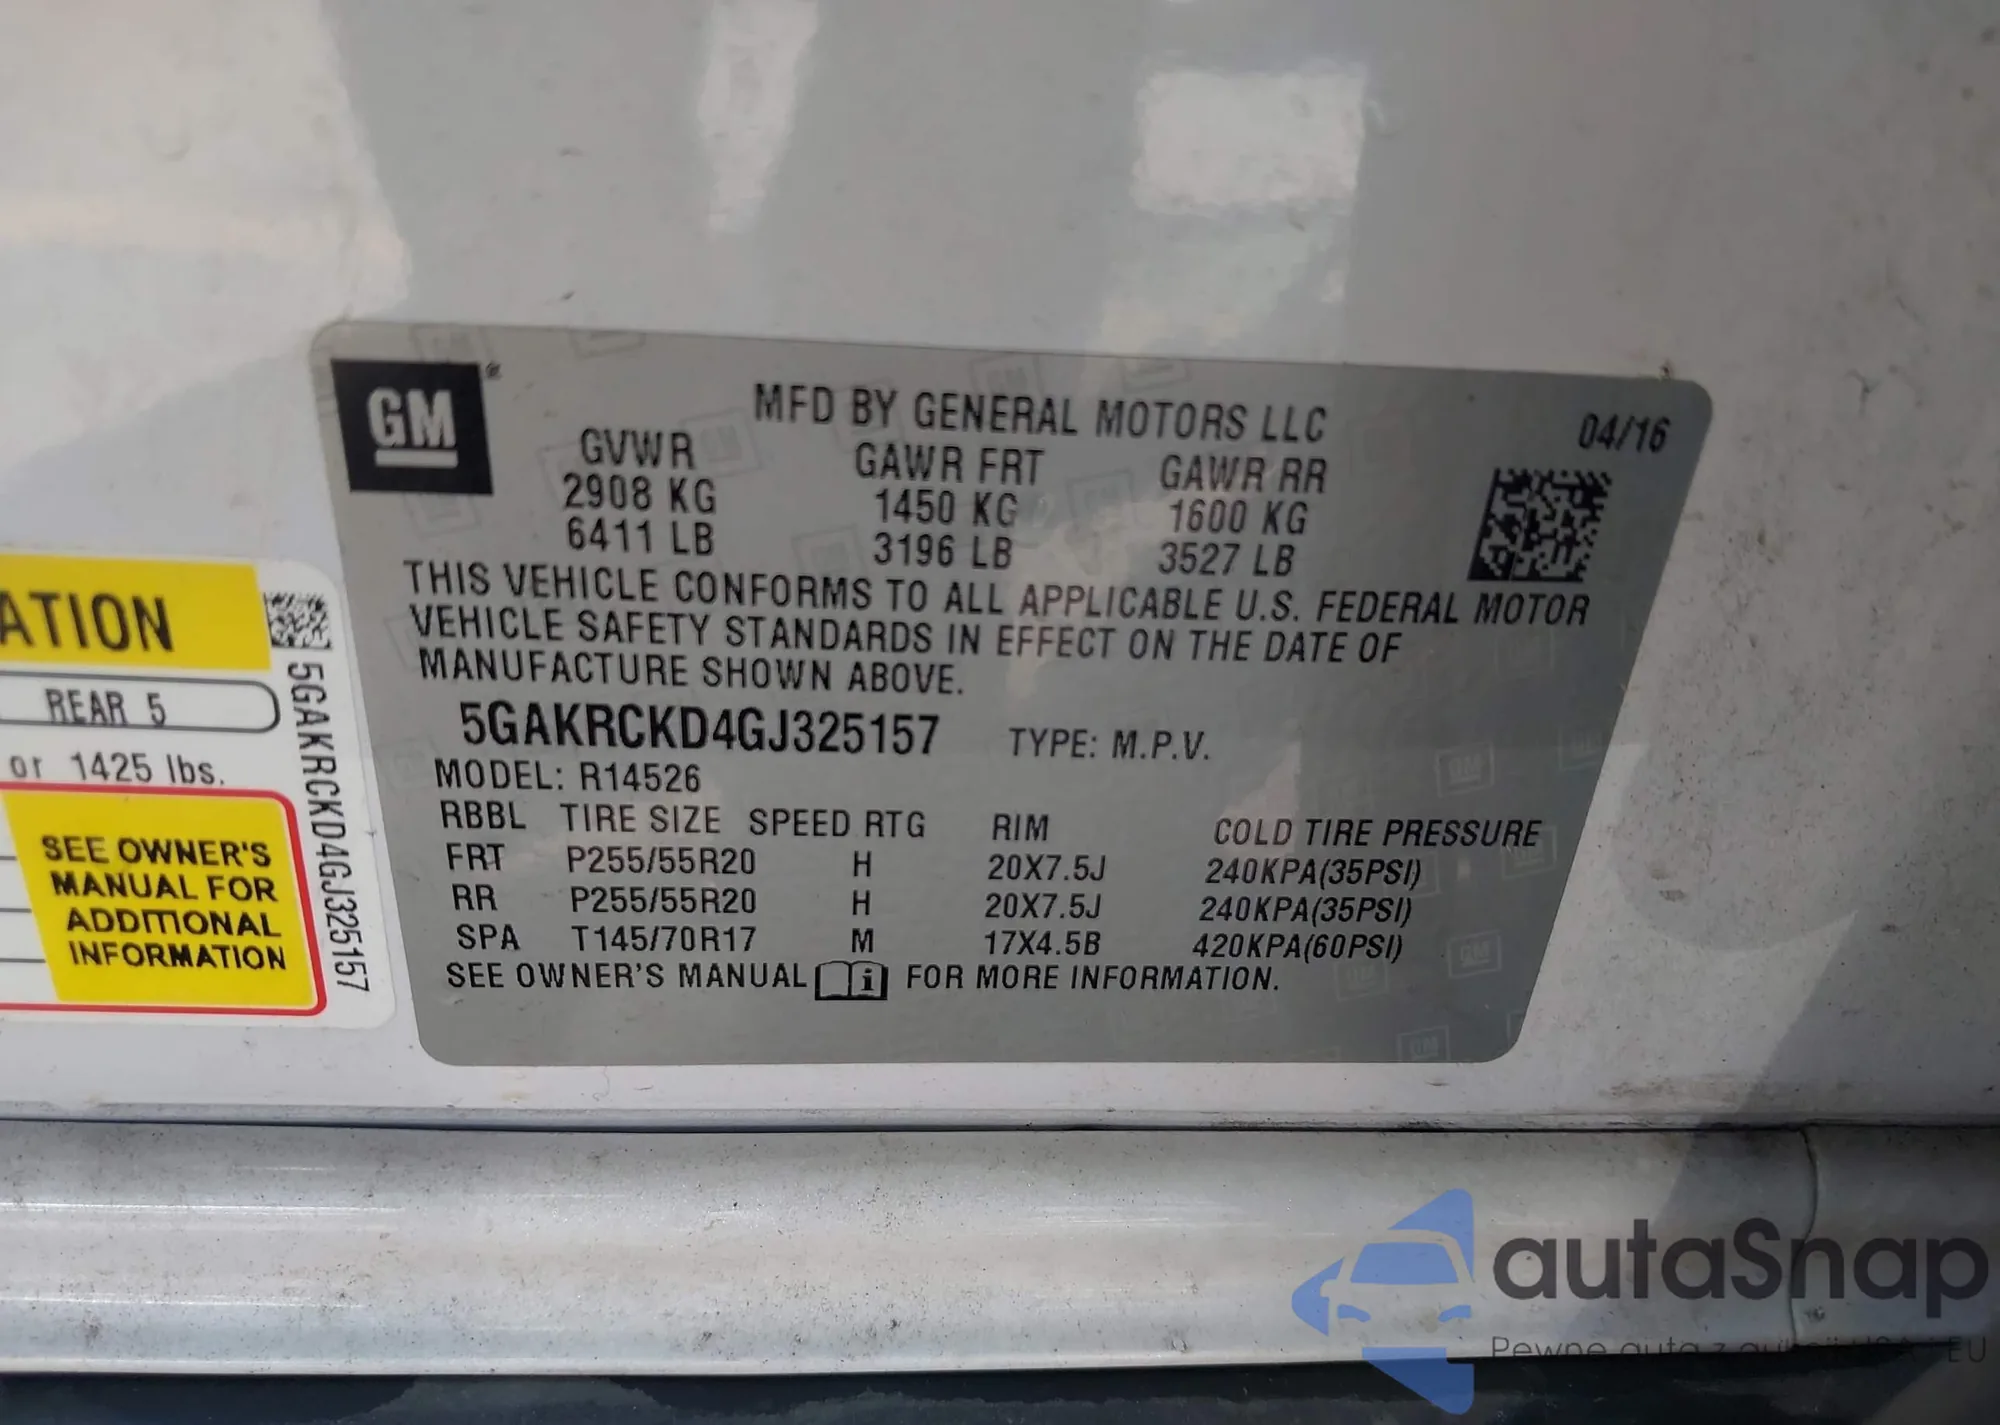 GM ®
MFD BY GENERAL MOTORS LLC 04/16
GVWR GAWR FRT GAWR RR
2908 KG 1450 KG 1600 KG
6411 LB 3196 LB 3527 LB
THIS VEHICLE CONFORMS TO ALL APPLICABLE U.S. FEDERAL MOTOR
VEHICLE SAFETY STANDARDS IN EFFECT ON THE DATE OF
MANUFACTURE SHOWN ABOVE.
5GAKRCKD4GJ325157 TYPE: M.P.V.
MODEL: R14526
RBBL TIRE SIZE SPEED RTG RIM COLD TIRE PRESSURE
FRT P255/55R20 H 20X7.5J 240KPA(35PSI)
RR P255/55R20 H 20X7.5J 240KPA(35PSI)
SPA T145/70R17 M 17X4.5B 420KPA(60PSI)
SEE OWNER'S MANUAL i FOR MORE INFORMATION.
ATION
REAR 5
or 1425 lbs.
SEE OWNER'S
MANUAL FOR
ADDITIONAL
INFORMATION
5GAKRCKD4GJ325157
autaSnap
Pewne auta z aukcji USA i EU